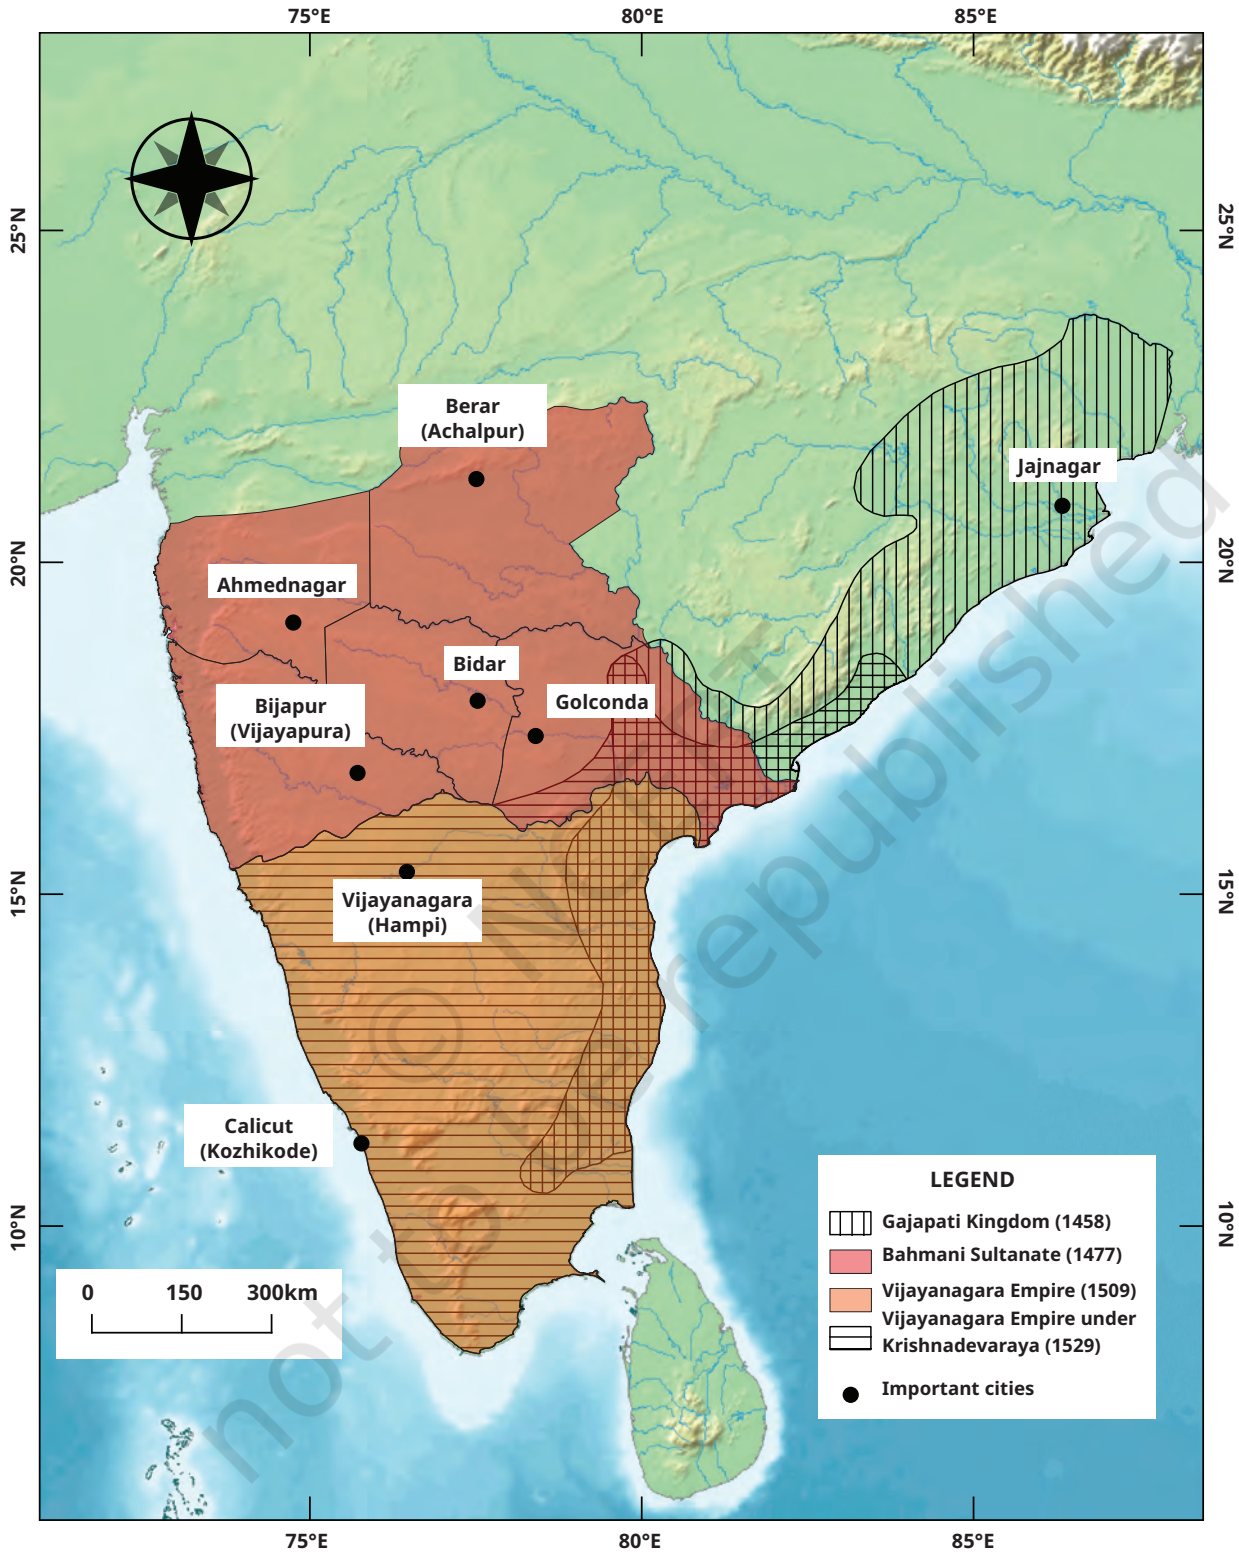 75°E
80°E
85°E
25°N
25°N
Berar
(Achalpur)
Jajnagar
20°N
20°N
Ahmednagar
Bidar
Golconda
Bijapur
(Vijayapura)
15°N
15°N
Vijayanagara
(Hampi)
Calicut
(Kozhikode)
10°N
10°N
LEGEND
Gajapati Kingdom (1458)
Bahmani Sultanate (1477)
Vijayanagara Empire (1509)
Vijayanagara Empire under
Krishnadevaraya (1529)
Important cities
0 150 300km
75°E
80°E
85°E
© NCERT
not to be republished